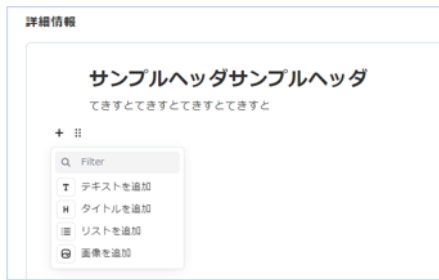 詳細情報
サンプルヘッダサンプルヘッダ
てきすとてきすとてきすとてきすと
Filter
テキストを追加
タイトルを追加
リストを追加
画像を追加